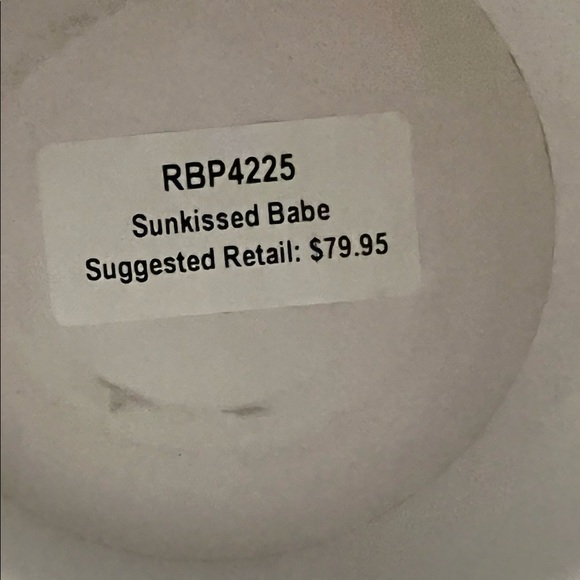 RBP4225
Sunkissed Babe
Suggested Retail: $79.95